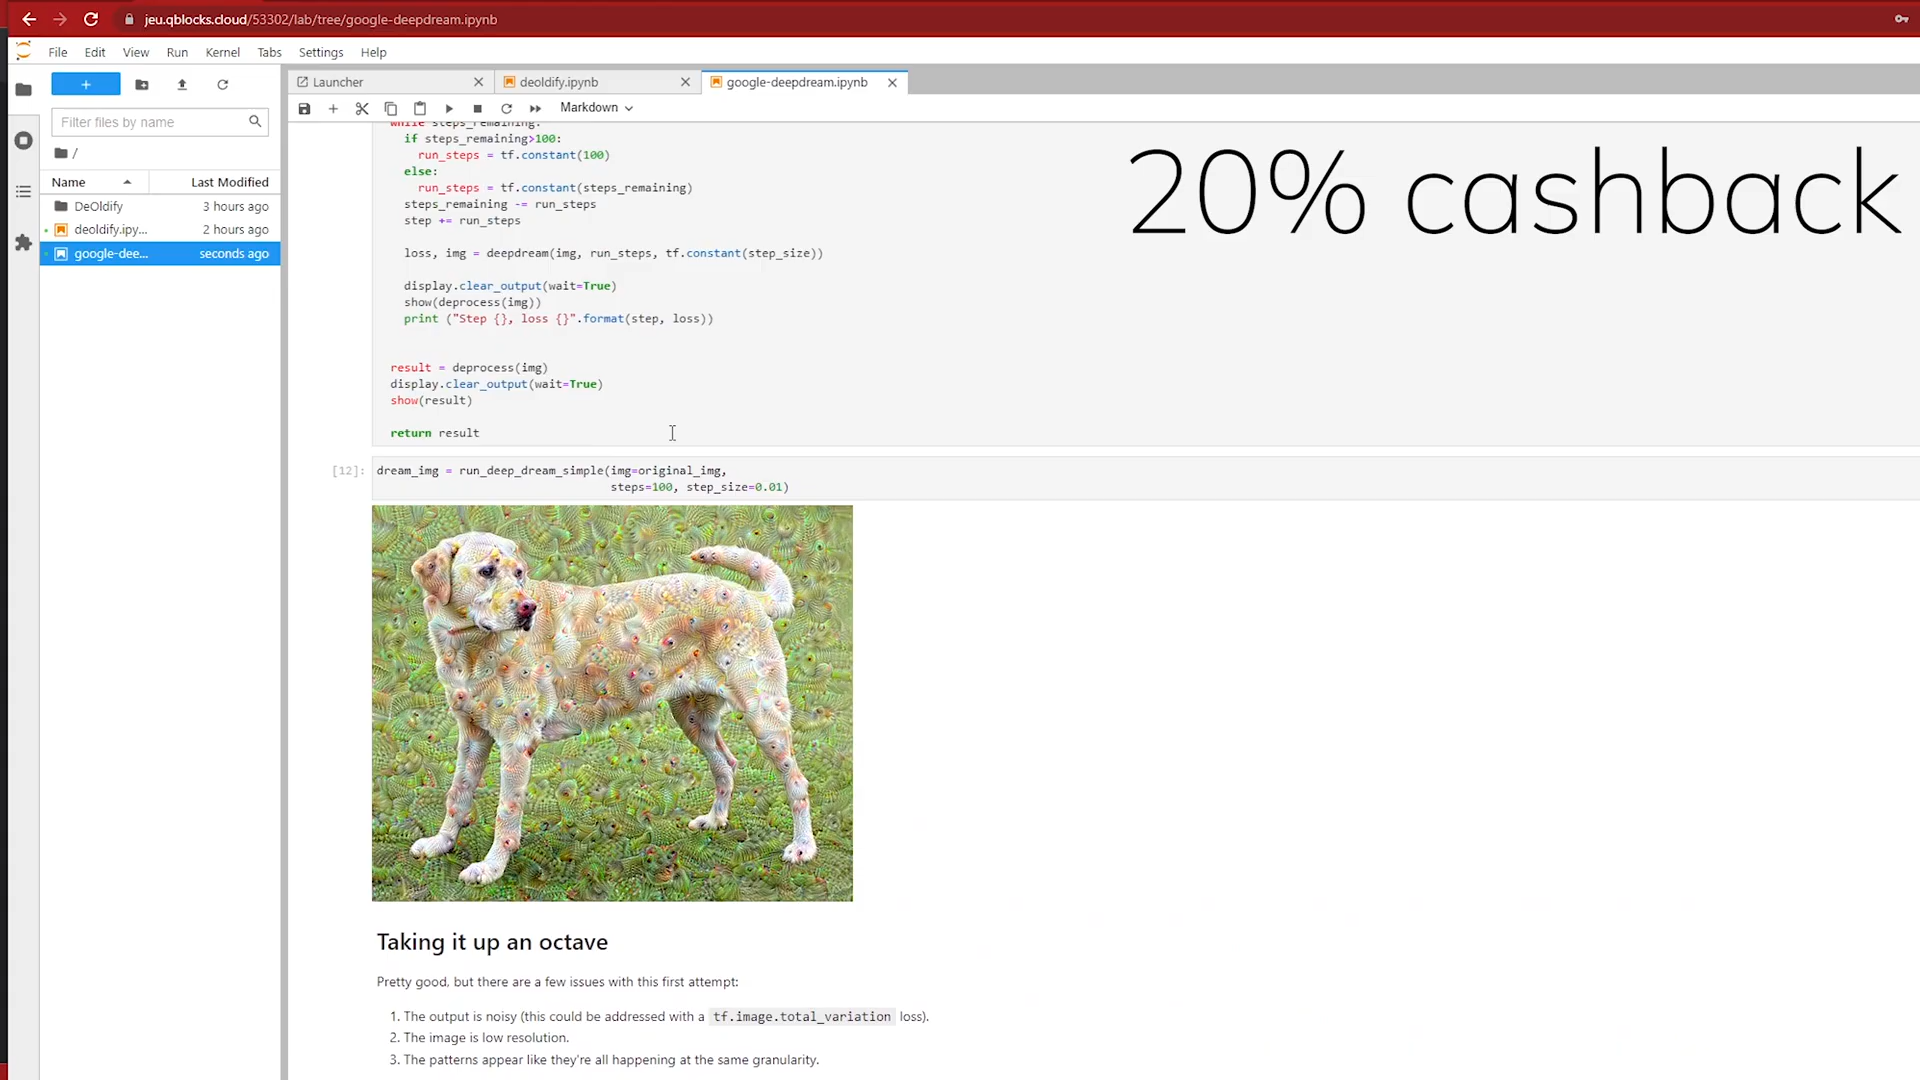 jeu.qblocks.cloud/53302/lab/tree/google-deepdream.ipynb
File Edit View Run Kernel Tabs Settings Help
Launcher deoldify.ipynb google-deepdream.ipynb
Markdown
Filter files by name
/
Name Last Modified
DeOldify 3 hours ago
deoldify.ipy... 2 hours ago
google-dee... seconds ago
20% cashback
while steps_remaining:
if steps_remaining>100:
run_steps = tf.constant(100)
else:
run_steps = tf.constant(steps_remaining)
steps_remaining -= run_steps
step += run_steps
loss, img = deepdream(img, run_steps, tf.constant(step_size))
display.clear_output(wait=True)
show(deprocess(img))
print ("Step {}, loss {}".format(step, loss))
result = deprocess(img)
display.clear_output(wait=True)
show(result)
return result
[12]: dream_img = run_deep_dream_simple(img=original_img,
steps=100, step_size=0.01)
Taking it up an octave
Pretty good, but there are a few issues with this first attempt:
1. The output is noisy (this could be addressed with a tf.image.total_variation loss).
2. The image is low resolution.
3. The patterns appear like they're all happening at the same granularity.